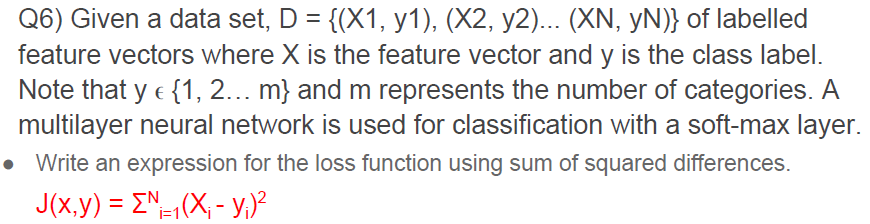 Q6) Given a data set, D = {(X1, y1), (X2, y2)... (XN, yN)} of labelled
feature vectors where X is the feature vector and y is the class label.
Note that y ϵ {1, 2... m} and m represents the number of categories. A
multilayer neural network is used for classification with a soft-max layer.
● Write an expression for the loss function using sum of squared differences.
J(x,y) = Σᴺᵢ₌₁(Xᵢ - yᵢ)²